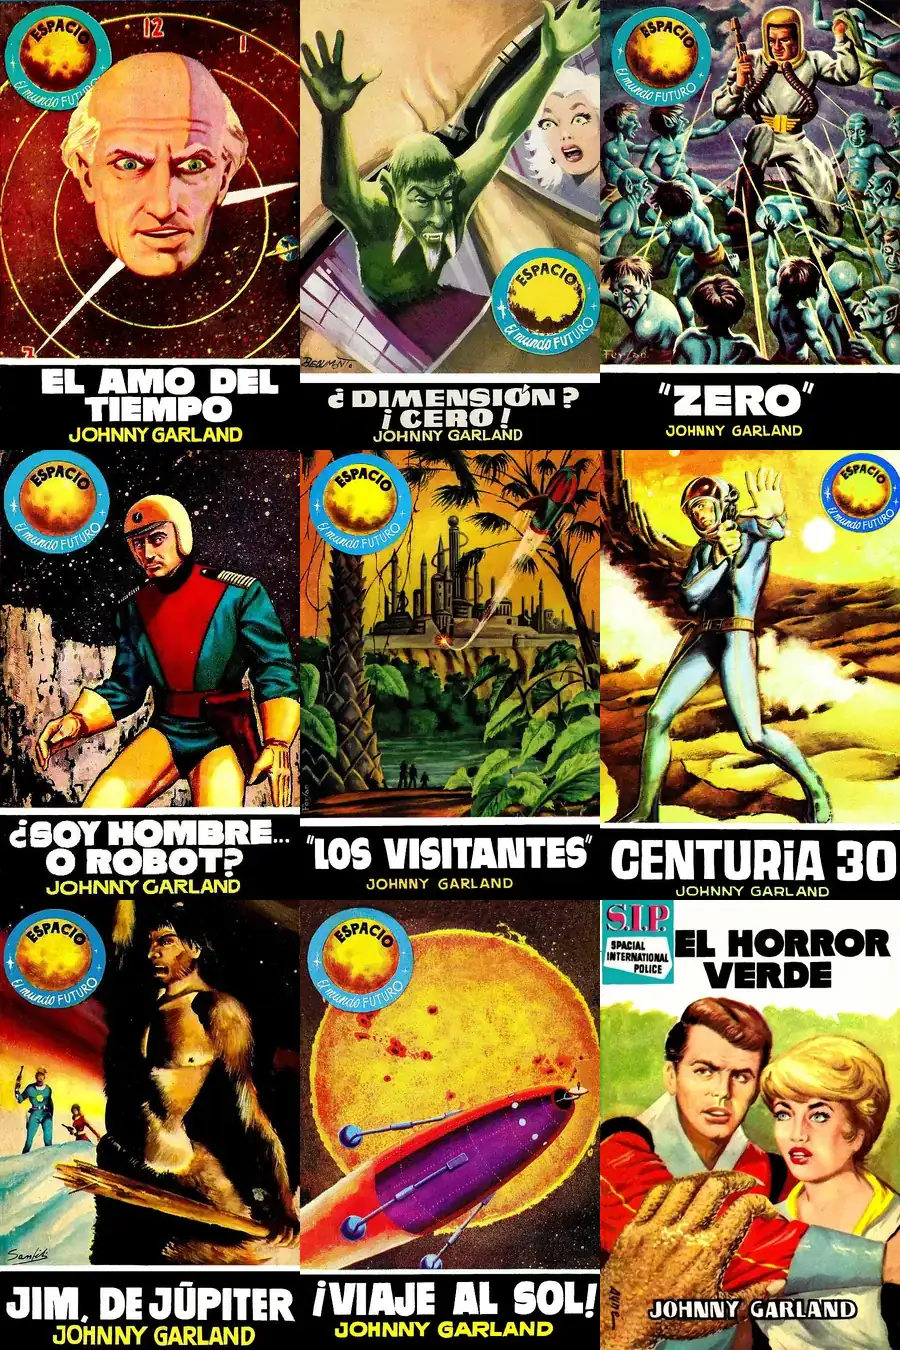 ESPACIO
El mundo FUTURO
12
1
EL AMO DEL
TIEMPO
JOHNNY GARLAND
ESPACIO
El mundo FUTURO
¿DIMENSIÓN?
¡CERO!
JOHNNY GARLAND
ESPACIO
El mundo FUTURO
"ZERO"
JOHNNY GARLAND
ESPACIO
El mundo FUTURO
¿SOY HOMBRE...
O ROBOT?
JOHNNY GARLAND
ESPACIO
El mundo FUTURO
"LOS VISITANTES"
JOHNNY GARLAND
ESPACIO
El mundo FUTURO
CENTURiA 30
JOHNNY GARLAND
ESPACIO
El mundo FUTURO
JIM, DE JÚPITER
JOHNNY GARLAND
ESPACIO
El mundo FUTURO
¡VIAJE AL SOL!
JOHNNY GARLAND
S.I.P.
SPACIAL
INTERNATIONAL
POLICE
EL HORROR
VERDE
JOHNNY GARLAND